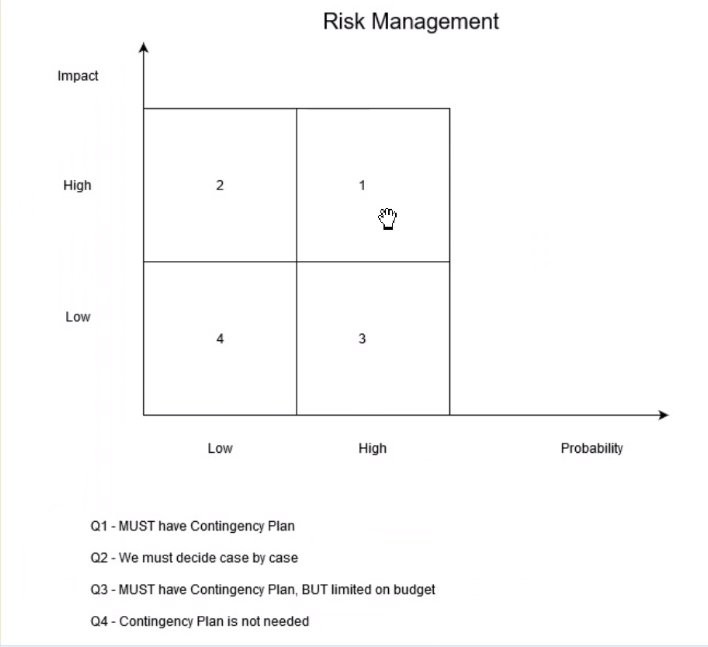 Risk Management
Impact
High
2
1
Low
4
3
Low
High
Probability
Q1 - MUST have Contingency Plan
Q2 - We must decide case by case
Q3 - MUST have Contingency Plan, BUT limited on budget
Q4 - Contingency Plan is not needed